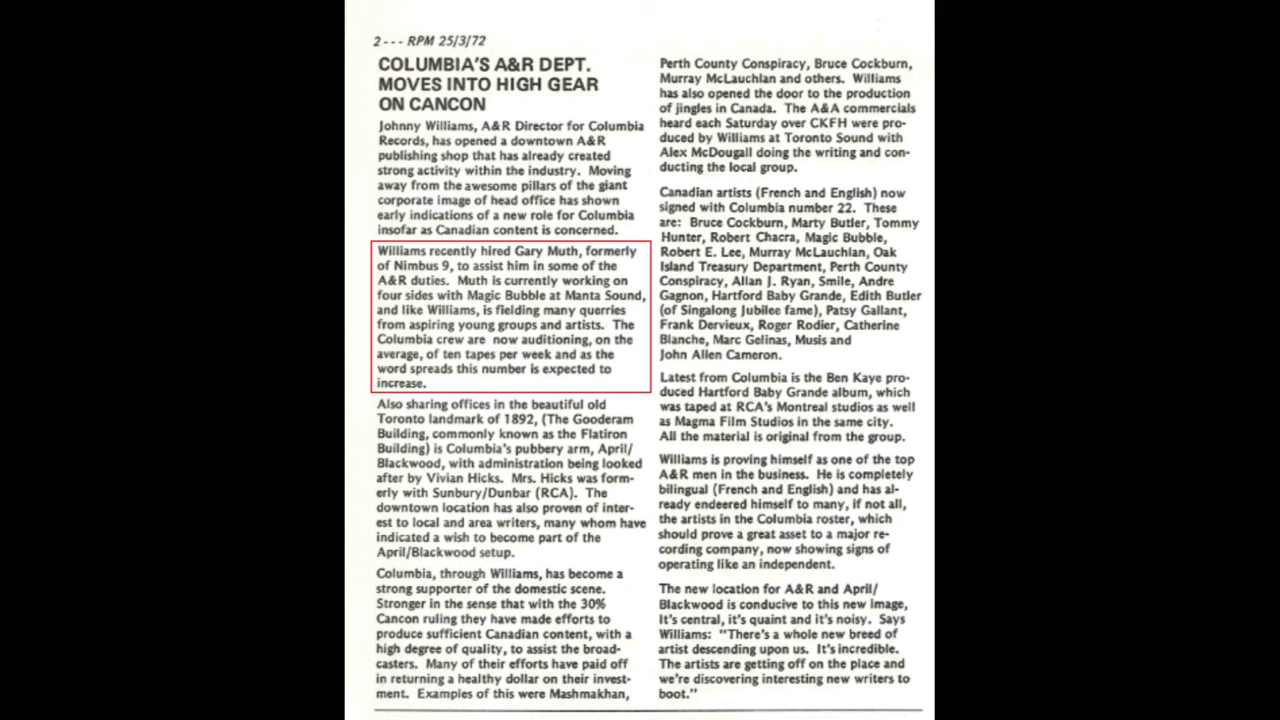 2 - - - RPM 25/3/72
COLUMBIA'S A&R DEPT.
MOVES INTO HIGH GEAR
ON CANCON
Johnny Williams, A&R Director for Columbia
Records, has opened a downtown A&R
publishing shop that has already created
strong activity within the industry. Moving
away from the awesome pillars of the giant
corporate image of head office has shown
early indications of a new role for Columbia
insofar as Canadian content is concerned.
Williams recently hired Gary Muth, formerly
of Nimbus 9, to assist him in some of the
A&R duties. Muth is currently working on
four sides with Magic Bubble at Manta Sound,
and like Williams, is fielding many querries
from aspiring young groups and artists. The
Columbia crew are now auditioning, on the
average, of ten tapes per week and as the
word spreads this number is expected to
increase.
Also sharing offices in the beautiful old
Toronto landmark of 1892, (The Gooderam
Building, commonly known as the Flatiron
Building) is Columbia's pubbery arm, April/
Blackwood, with administration being looked
after by Vivian Hicks. Mrs. Hicks was form-
erly with Sunbury/Dunbar (RCA). The
downtown location has also proven of inter-
est to local and area writers, many whom have
indicated a wish to become part of the
April/Blackwood setup.
Columbia, through Williams, has become a
strong supporter of the domestic scene.
Stronger in the sense that with the 30%
Cancon ruling they have made efforts to
produce sufficient Canadian content, with a
high degree of quality, to assist the broad-
casters. Many of their efforts have paid off
in returning a healthy dollar on their invest-
ment. Examples of this were Mashmakhan,
Perth County Conspiracy, Bruce Cockburn,
Murray McLauchlan and others. Williams
has also opened the door to the production
of jingles in Canada. The A&A commercials
heard each Saturday over CKFH were pro-
duced by Williams at Toronto Sound with
Alex McDougall doing the writing and con-
ducting the local group.
Canadian artists (French and English) now
signed with Columbia number 22. These
are: Bruce Cockburn, Marty Butler, Tommy
Hunter, Robert Chacra, Magic Bubble,
Robert E. Lee, Murray McLauchlan, Oak
Island Treasury Department, Perth County
Conspiracy, Allan J. Ryan, Smile, Andre
Gagnon, Hartford Baby Grande, Edith Butler
(of Singalong Jubilee fame), Patsy Gallant,
Frank Dervieux, Roger Rodier, Catherine
Blanche, Marc Gelinas, Musis and
John Allen Cameron.
Latest from Columbia is the Ben Kaye pro-
duced Hartford Baby Grande album, which
was taped at RCA's Montreal studios as well
as Magma Film Studios in the same city.
All the material is original from the group.
Williams is proving himself as one of the top
A&R men in the business. He is completely
bilingual (French and English) and has al-
ready endeered himself to many, if not all,
the artists in the Columbia roster, which
should prove a great asset to a major re-
cording company, now showing signs of
operating like an independent.
The new location for A&R and April/
Blackwood is conducive to this new image,
It's central, it's quaint and it's noisy. Says
Williams: "There's a whole new breed of
artist descending upon us. It's incredible.
The artists are getting off on the place and
we're discovering interesting new writers to
boot."